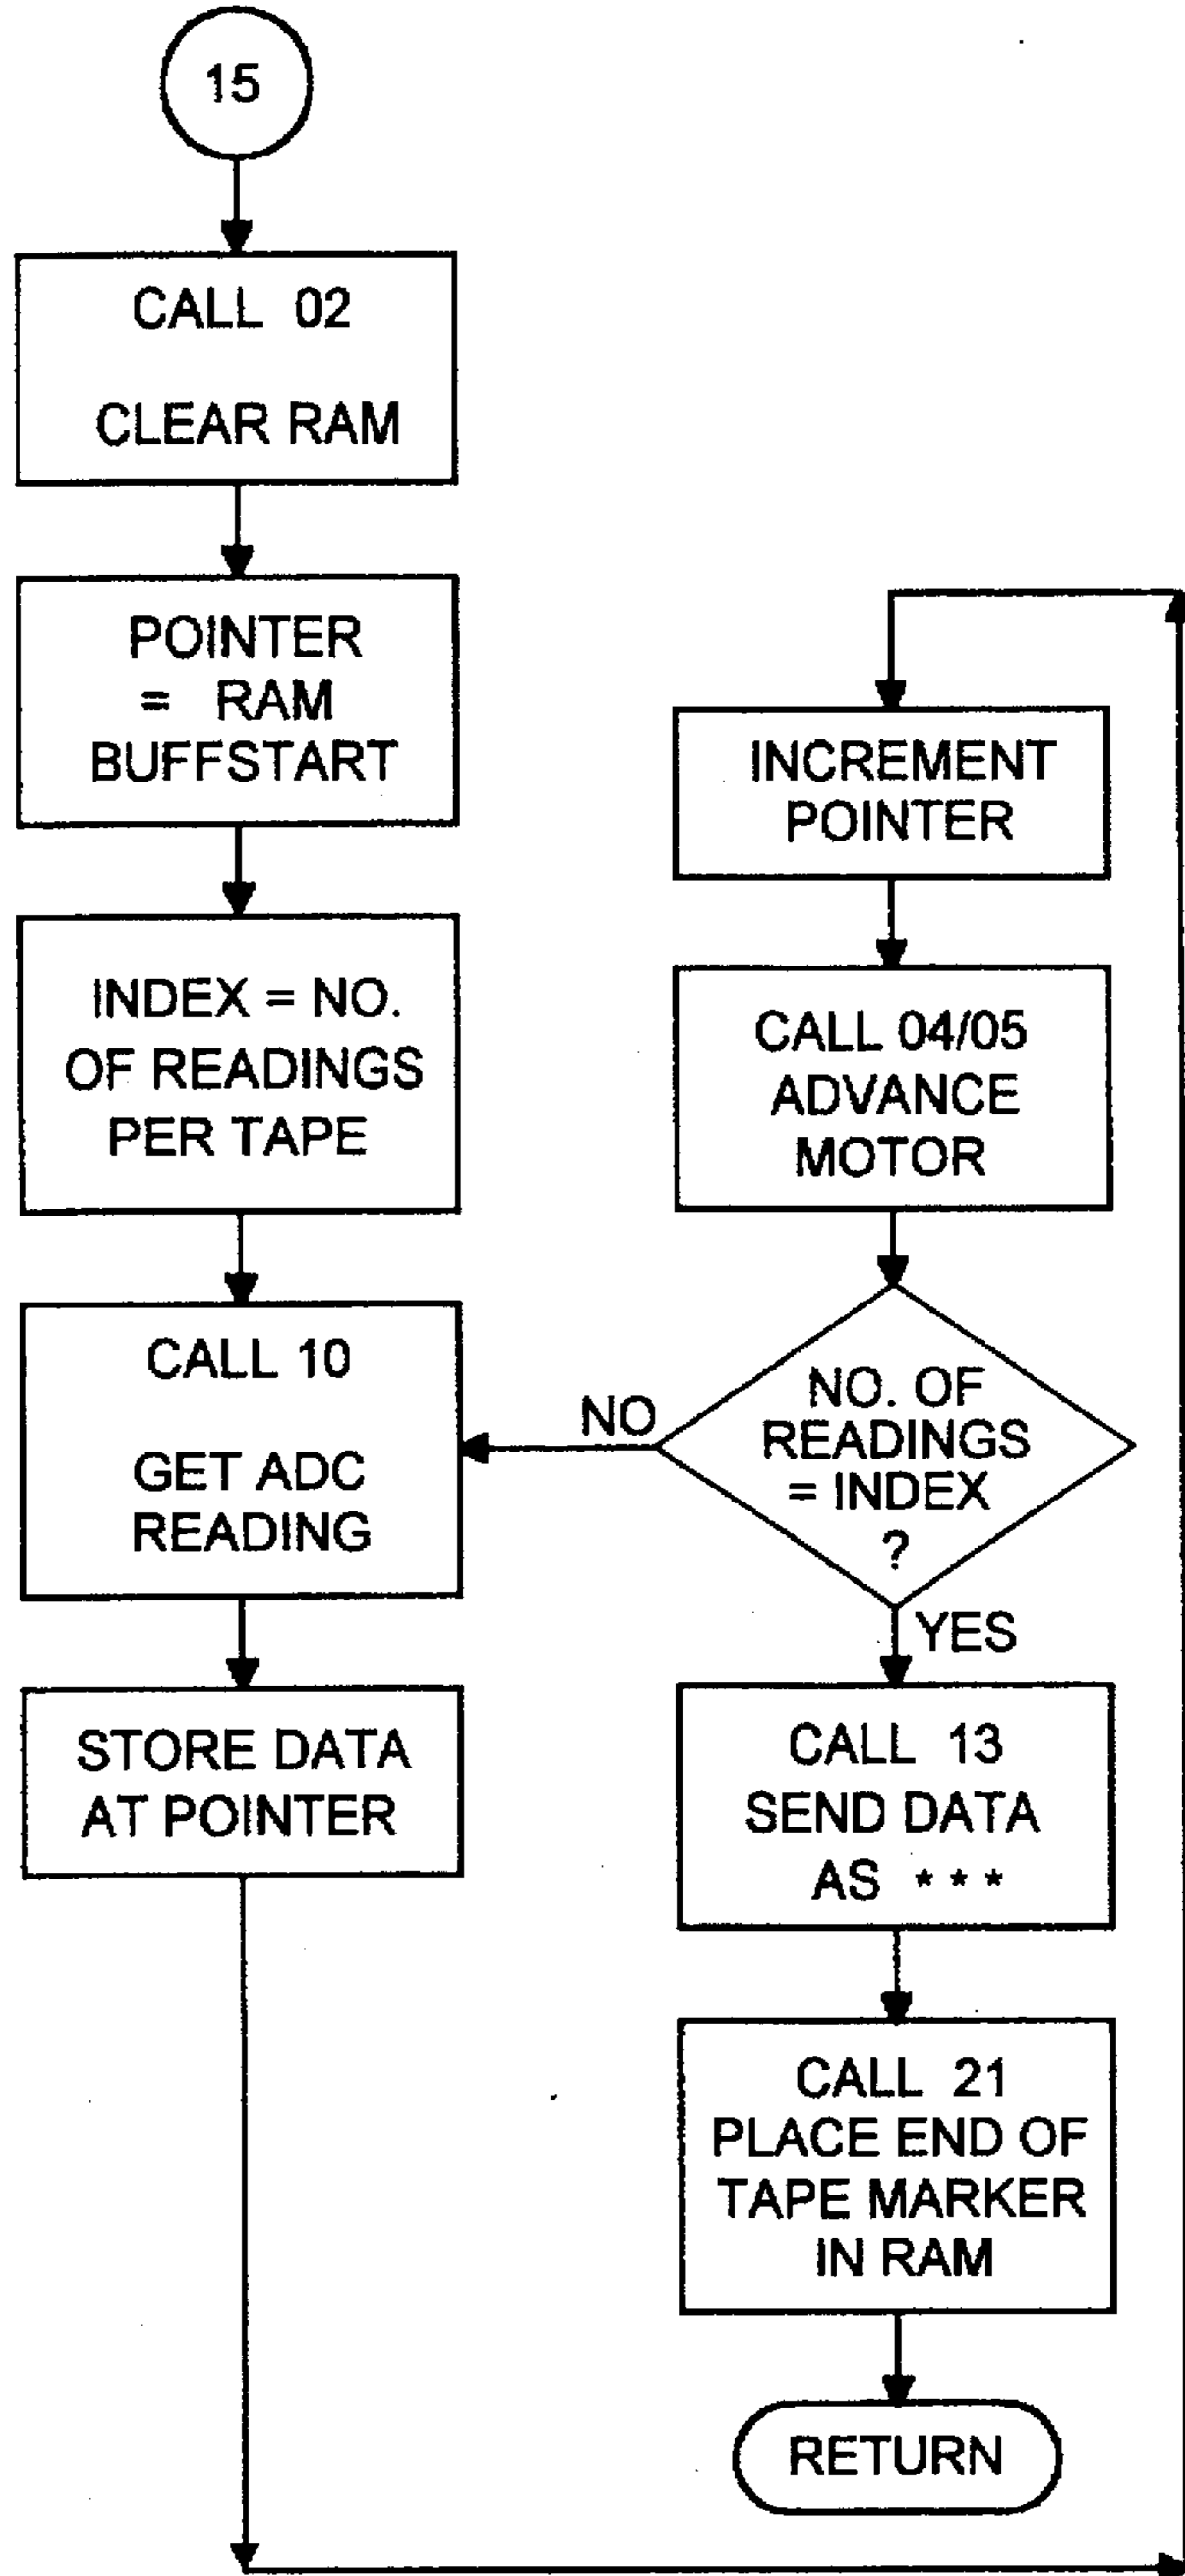 15
CALL 02
CLEAR RAM
POINTER
= RAM
BUFFSTART
INDEX = NO.
OF READINGS
PER TAPE
CALL 10
GET ADC
READING
STORE DATA
AT POINTER
INCREMENT
POINTER
CALL 04/05
ADVANCE
MOTOR
NO. OF
READINGS
= INDEX
?
NO
YES
CALL 13
SEND DATA
AS * * *
CALL 21
PLACE END OF
TAPE MARKER
IN RAM
RETURN